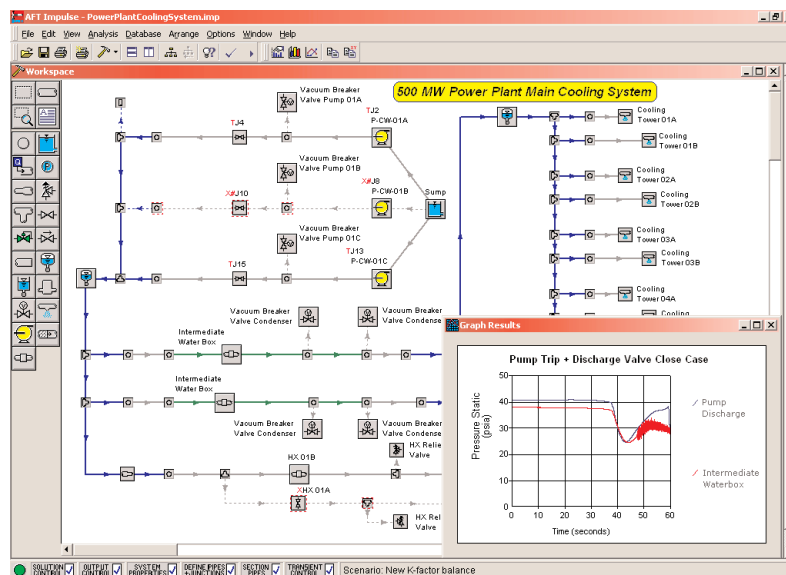 AFT Impulse - PowerPlantCoolingSystem.imp
File Edit View Analysis Database Arrange Options Window Help
Workspace
500 MW Power Plant Main Cooling System
Vacuum Breaker
Valve Pump 01A
TJ4
TJ2
P-CW-01A
Vacuum Breaker
Valve Pump 01B
X#J10
X#J8
P-CW-01B
Sump
Vacuum Breaker
Valve Pump 01C
TJ15
TJ13
P-CW-01C
Cooling
Tower 01A
Cooling
Tower 01B
Cooling
Tower 02A
Cooling
Tower 02B
Cooling
Tower 03A
Cooling
Tower 03B
Cooling
Tower 04A
Vacuum Breaker
Valve Condenser
Vacuum Breaker
Valve Condenser
Intermediate
Water Box
Intermediate
Water Box
Vacuum Breaker
Valve Condenser
Vacuum Breaker
Valve Condenser
HX 01B
HX Relie
Valve
XHX 01A
HX Reli
Valve
Graph Results
Pump Trip + Discharge Valve Close Case
Pressure Static
(psia)
50
40
30
20
10
0
0 10 20 30 40 50 60
Time (seconds)
Pump
Discharge
Intermediate
Waterbox
SOLUTION
CONTROL
OUTPUT
CONTROL
SYSTEM
PROPERTIES
DEFINE PIPES
+JUNCTIONS
SECTION
PIPES
TRANSIENT
CONTROL
Scenario: New K-factor balance